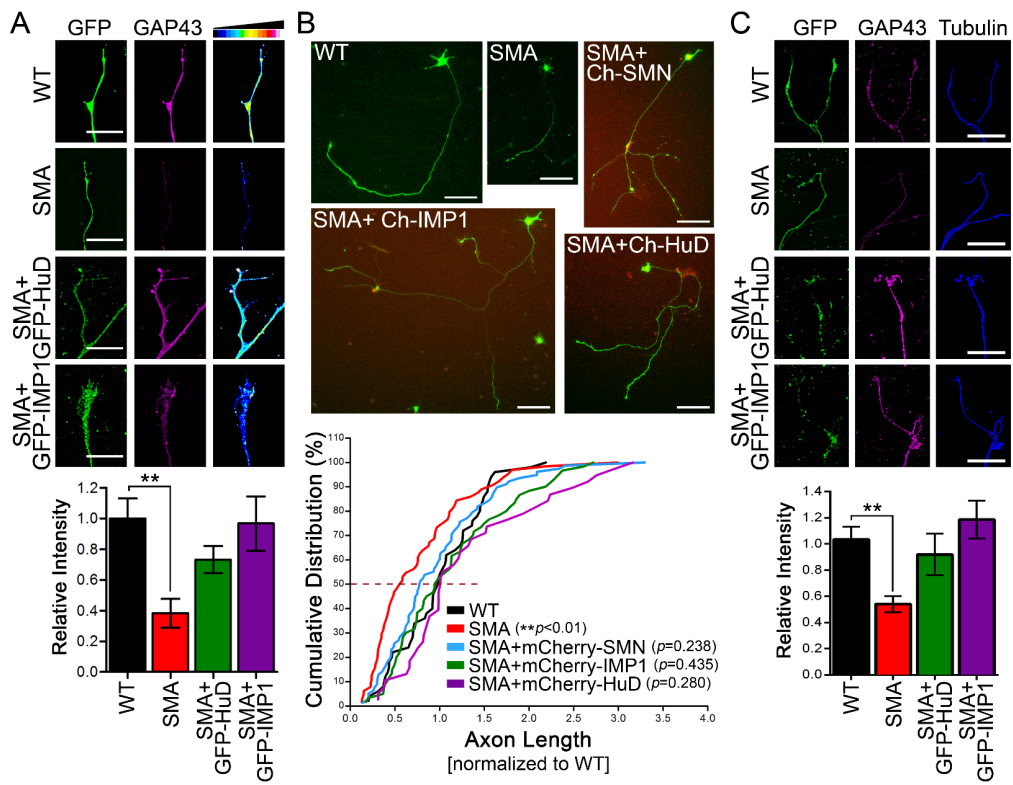 A
GFP
GAP43
WT
SMA
SMA+
GFP-HuD
SMA+
GFP-IMP1
Relative Intensity
1.2
1.0
0.8
0.6
0.4
0.2
0.0
**
WT
SMA
SMA+
GFP-HuD
SMA+
GFP-IMP1
B
WT
SMA
SMA+
Ch-SMN
SMA+ Ch-IMP1
SMA+Ch-HuD
Cumulative Distribution (%)
110
100
90
80
70
60
50
40
30
20
10
0
WT
SMA (**p<0.01)
SMA+mCherry-SMN (p=0.238)
SMA+mCherry-IMP1 (p=0.435)
SMA+mCherry-HuD (p=0.280)
0.0 0.5 1.0 1.5 2.0 2.5 3.0 3.5 4.0
Axon Length
[normalized to WT]
C
GFP
GAP43
Tubulin
WT
SMA
SMA+
GFP-HuD
SMA+
GFP-IMP1
Relative Intensity
1.4
1.2
1.0
0.8
0.6
0.4
0.2
0.0
**
WT
SMA
SMA+
GFP-HuD
SMA+
GFP-IMP1